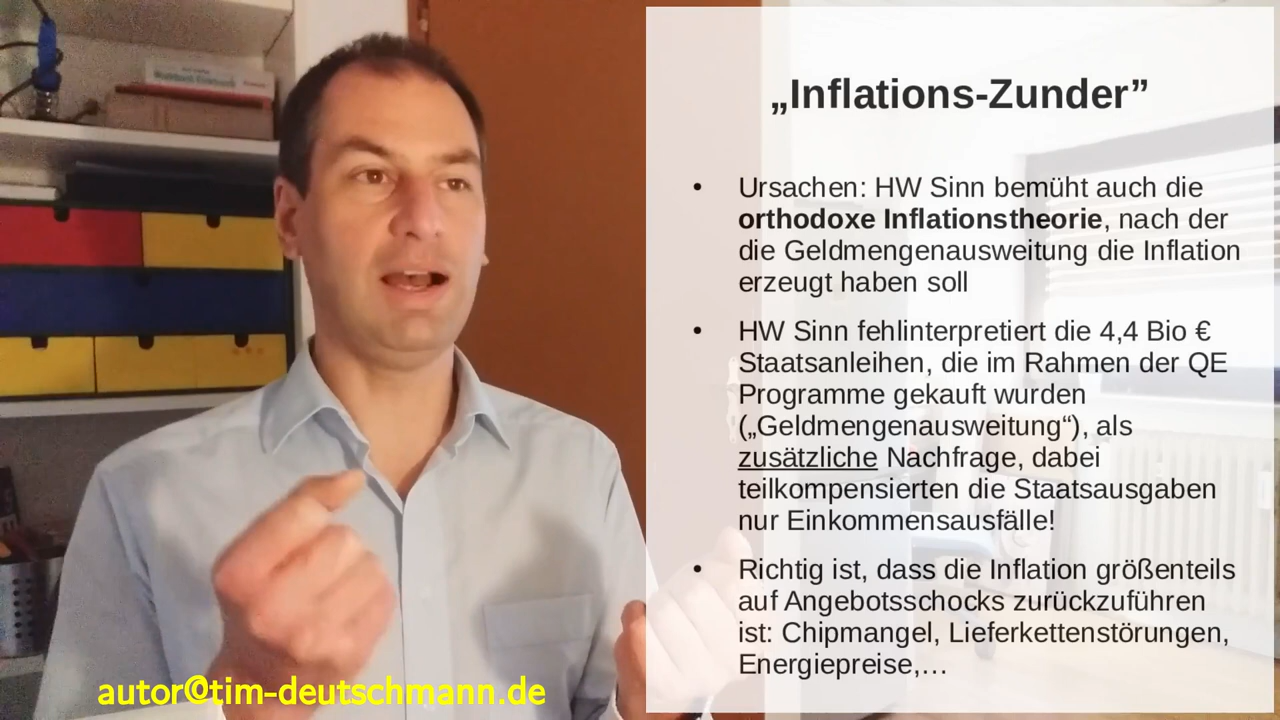 „Inflations-Zunder”
• Ursachen: HW Sinn bemüht auch die
orthodoxe Inflationstheorie, nach der
die Geldmengenausweitung die Inflation
erzeugt haben soll
• HW Sinn fehlinterpretiert die 4,4 Bio €
Staatsanleihen, die im Rahmen der QE
Programme gekauft wurden
(„Geldmengenausweitung“), als
zusätzliche Nachfrage, dabei
teilkompensierten die Staatsausgaben
nur Einkommensausfälle!
• Richtig ist, dass die Inflation größenteils
auf Angebotsschocks zurückzuführen
ist: Chipmangel, Lieferkettenstörungen,
Energiepreise,…
autor@tim-deutschmann.de